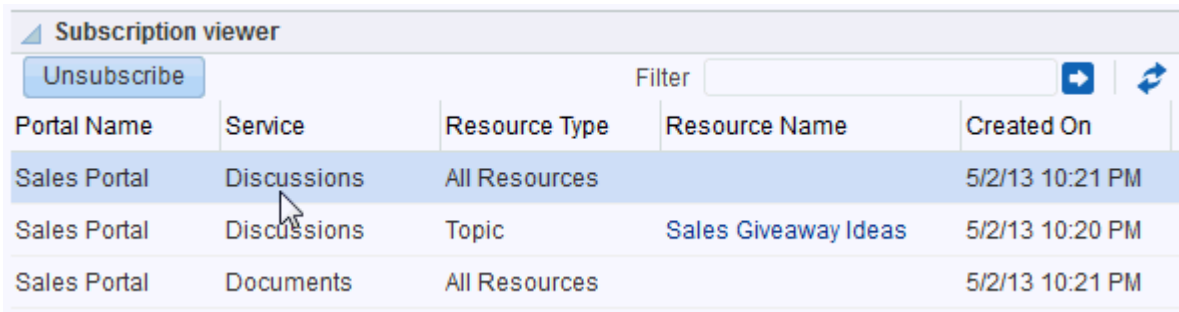 Subscription viewer
Unsubscribe Filter
Portal Name Service Resource Type Resource Name Created On
Sales Portal Discussions All Resources 5/2/13 10:21 PM
Sales Portal Discussions Topic Sales Giveaway Ideas 5/2/13 10:20 PM
Sales Portal Documents All Resources 5/2/13 10:21 PM